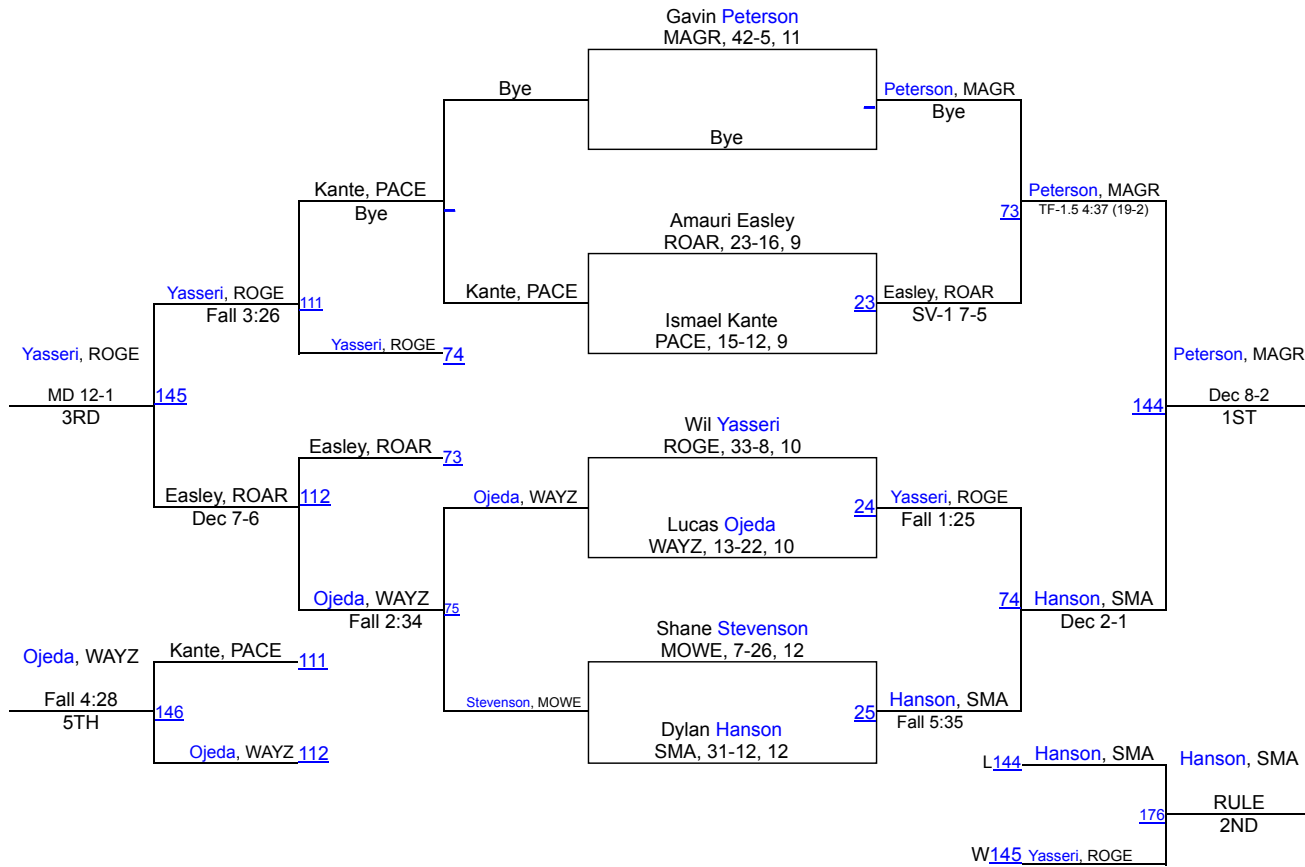 Gavin Peterson
MAGR, 42-5, 11
Bye
Peterson, MAGR
Bye
Bye
Kante, PACE
Bye
Peterson, MAGR
73
TF-1.5 4:37 (19-2)
Amauri Easley
ROAR, 23-16, 9
Yasseri, ROGE
111
Fall 3:26
Kante, PACE
23
Easley, ROAR
SV-1 7-5
Ismael Kante
PACE, 15-12, 9
Yasseri, ROGE
74
Yasseri, ROGE
Peterson, MAGR
MD 12-1
145
3RD
144
Dec 8-2
1ST
Wil Yasseri
ROGE, 33-8, 10
Easley, ROAR
73
Easley, ROAR
112
Dec 7-6
Ojeda, WAYZ
24
Yasseri, ROGE
Fall 1:25
Lucas Ojeda
WAYZ, 13-22, 10
Ojeda, WAYZ
75
Fall 2:34
74
Hanson, SMA
Dec 2-1
Shane Stevenson
MOWE, 7-26, 12
Ojeda, WAYZ
Kante, PACE
111
Fall 4:28
146
5TH
Stevenson, MOWE
25
Hanson, SMA
Fall 5:35
Dylan Hanson
SMA, 31-12, 12
Ojeda, WAYZ
112
L144
Hanson, SMA
Hanson, SMA
176
RULE
2ND
W145
Yasseri, ROGE